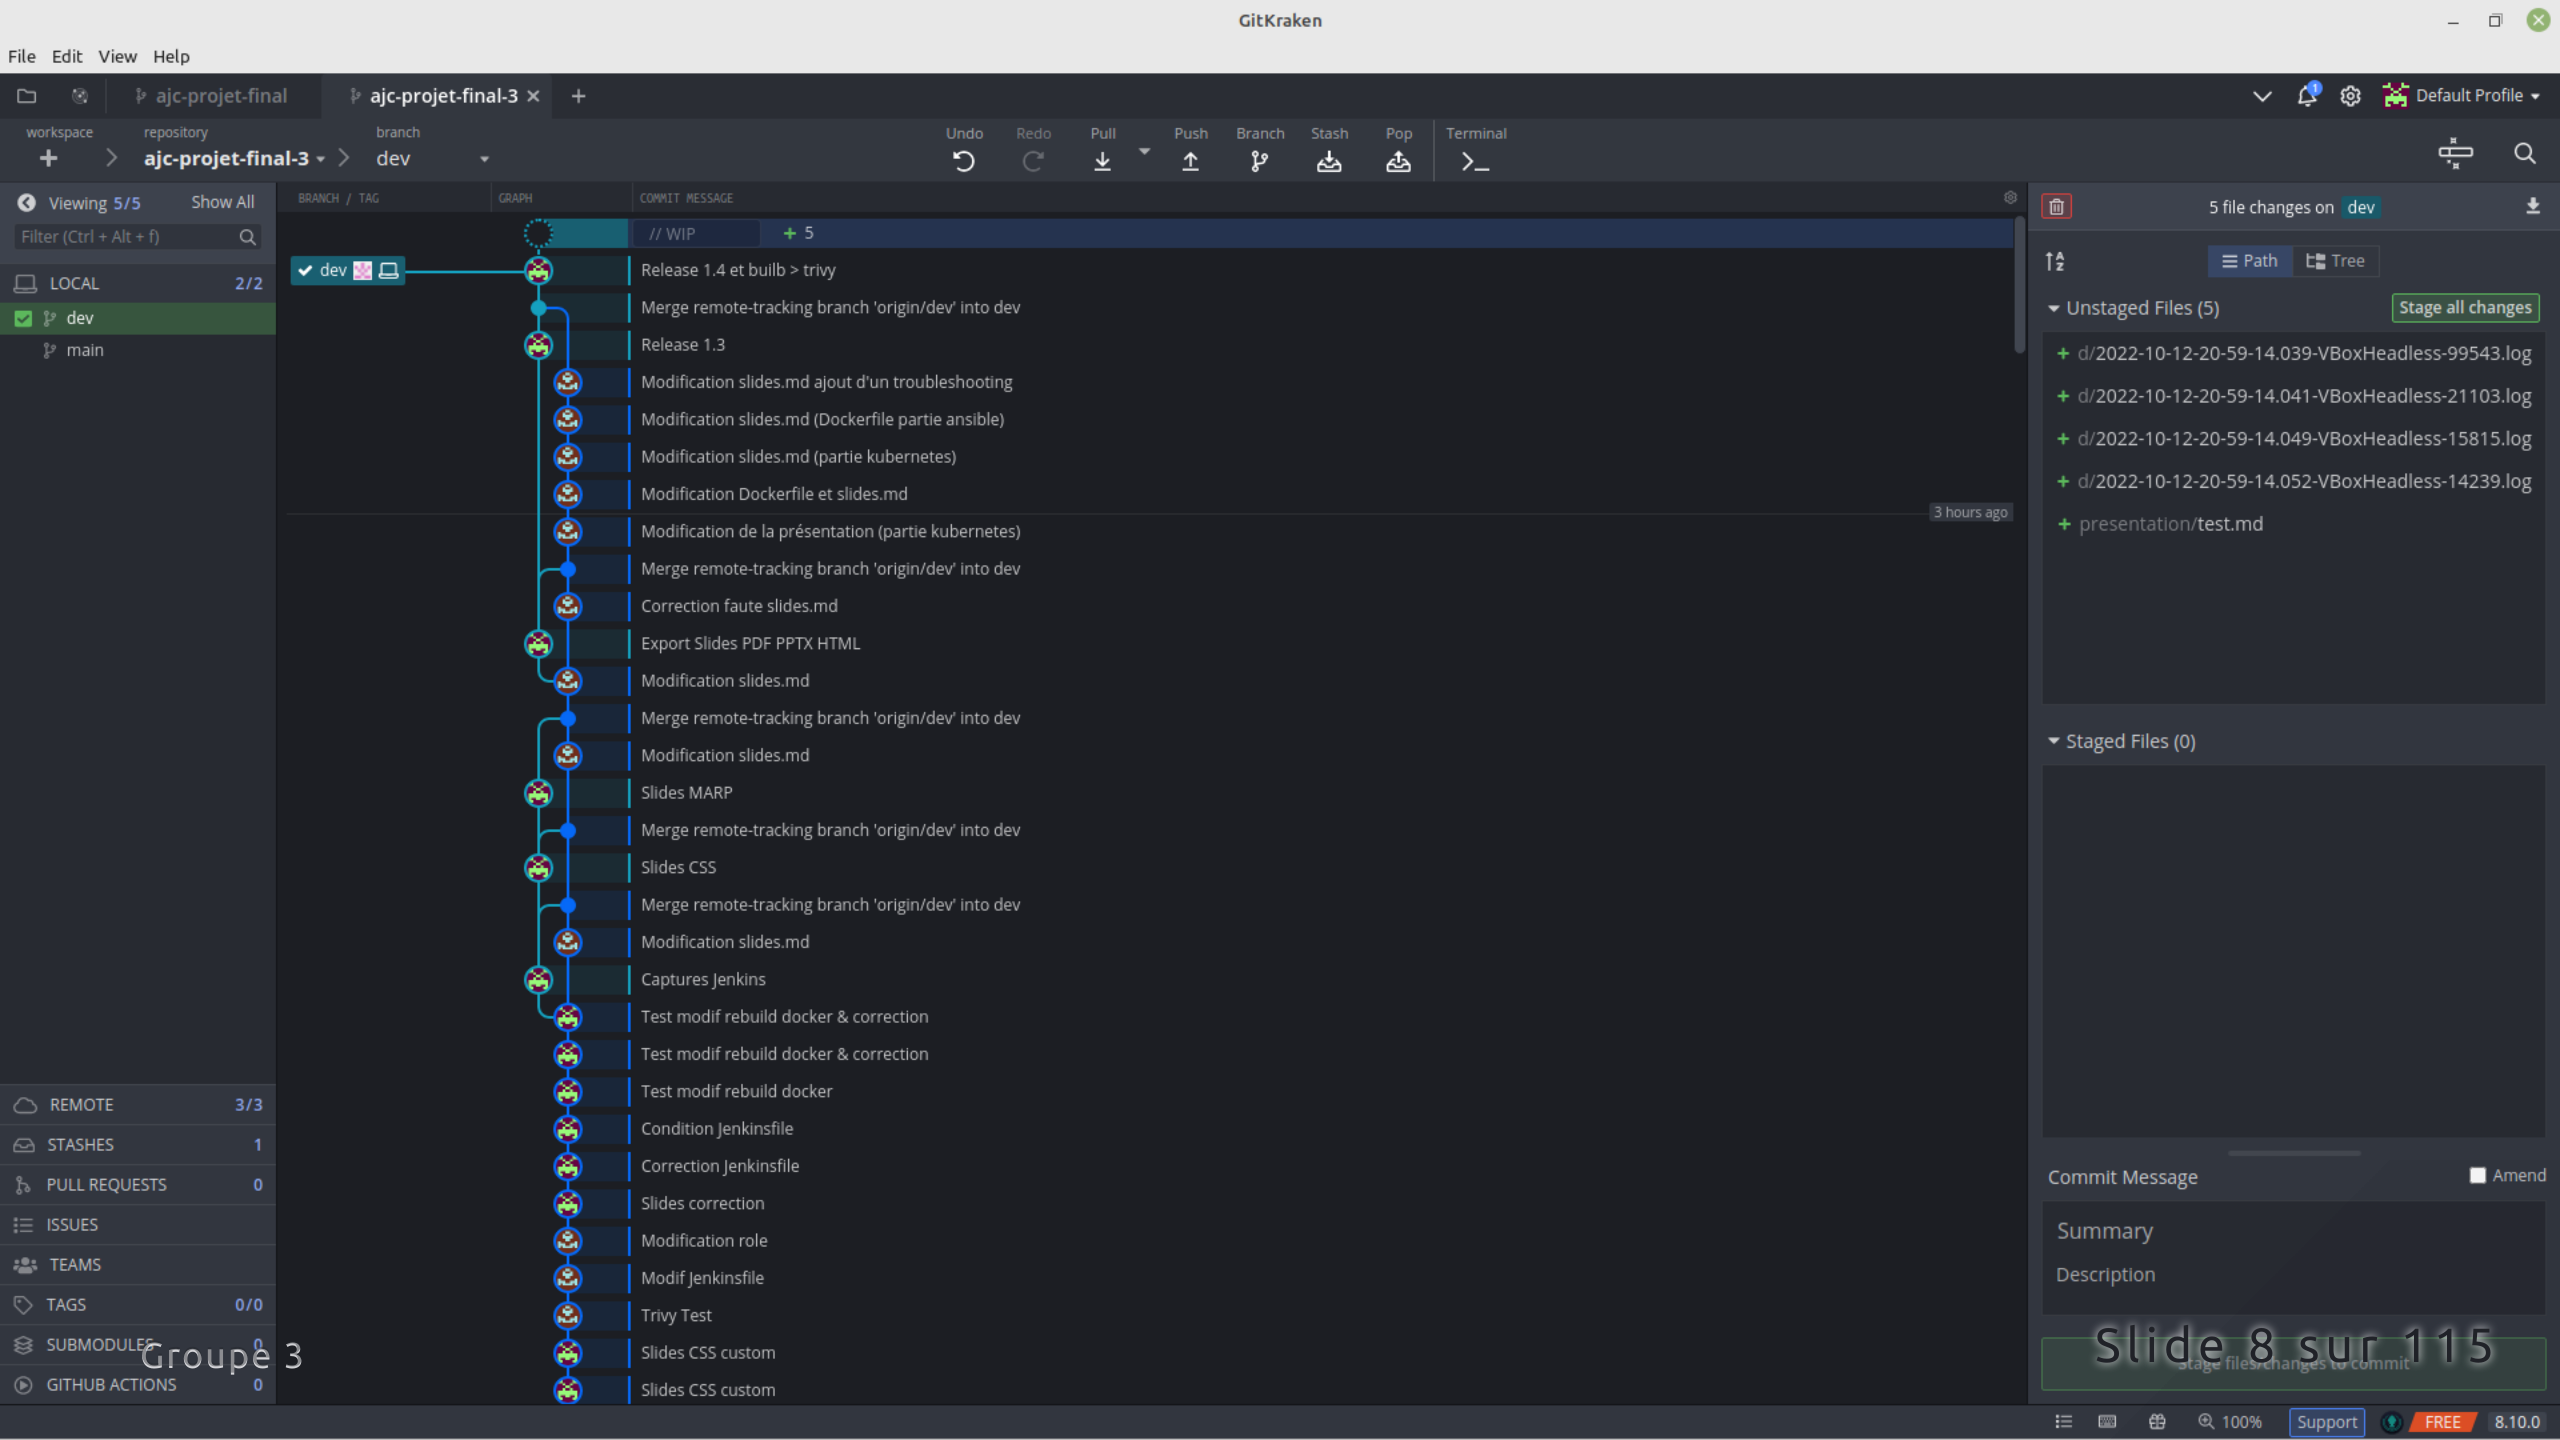 GitKraken
File Edit View Help
ajc-projet-final
ajc-projet-final-3
1
Default Profile
workspace
repository
ajc-projet-final-3
branch
dev
Undo Redo Pull Push Branch Stash Pop Terminal
Viewing 5/5 Show All
Filter (Ctrl + Alt + f)
LOCAL 2/2
dev
main
REMOTE 3/3
STASHES 1
PULL REQUESTS 0
ISSUES
TEAMS
TAGS 0/0
SUBMODULES 0
GITHUB ACTIONS 0
Groupe 3
BRANCH / TAG GRAPH COMMIT MESSAGE
// WIP 5
dev
Release 1.4 et builb > trivy
Merge remote-tracking branch 'origin/dev' into dev
Release 1.3
Modification slides.md ajout d'un troubleshooting
Modification slides.md (Dockerfile partie ansible)
Modification slides.md (partie kubernetes)
Modification Dockerfile et slides.md
3 hours ago
Modification de la présentation (partie kubernetes)
Merge remote-tracking branch 'origin/dev' into dev
Correction faute slides.md
Export Slides PDF PPTX HTML
Modification slides.md
Merge remote-tracking branch 'origin/dev' into dev
Modification slides.md
Slides MARP
Merge remote-tracking branch 'origin/dev' into dev
Slides CSS
Merge remote-tracking branch 'origin/dev' into dev
Modification slides.md
Captures Jenkins
Test modif rebuild docker & correction
Test modif rebuild docker & correction
Test modif rebuild docker
Condition Jenkinsfile
Correction Jenkinsfile
Slides correction
Modification role
Modif Jenkinsfile
Trivy Test
Slides CSS custom
Slides CSS custom
5 file changes on dev
Path Tree
Unstaged Files (5) Stage all changes
d/2022-10-12-20-59-14.039-VBoxHeadless-99543.log
d/2022-10-12-20-59-14.041-VBoxHeadless-21103.log
d/2022-10-12-20-59-14.049-VBoxHeadless-15815.log
d/2022-10-12-20-59-14.052-VBoxHeadless-14239.log
presentation/test.md
Staged Files (0)
Commit Message Amend
Summary
Description
Slide 8 sur 115
Stage files/changes to commit
100% Support FREE 8.10.0